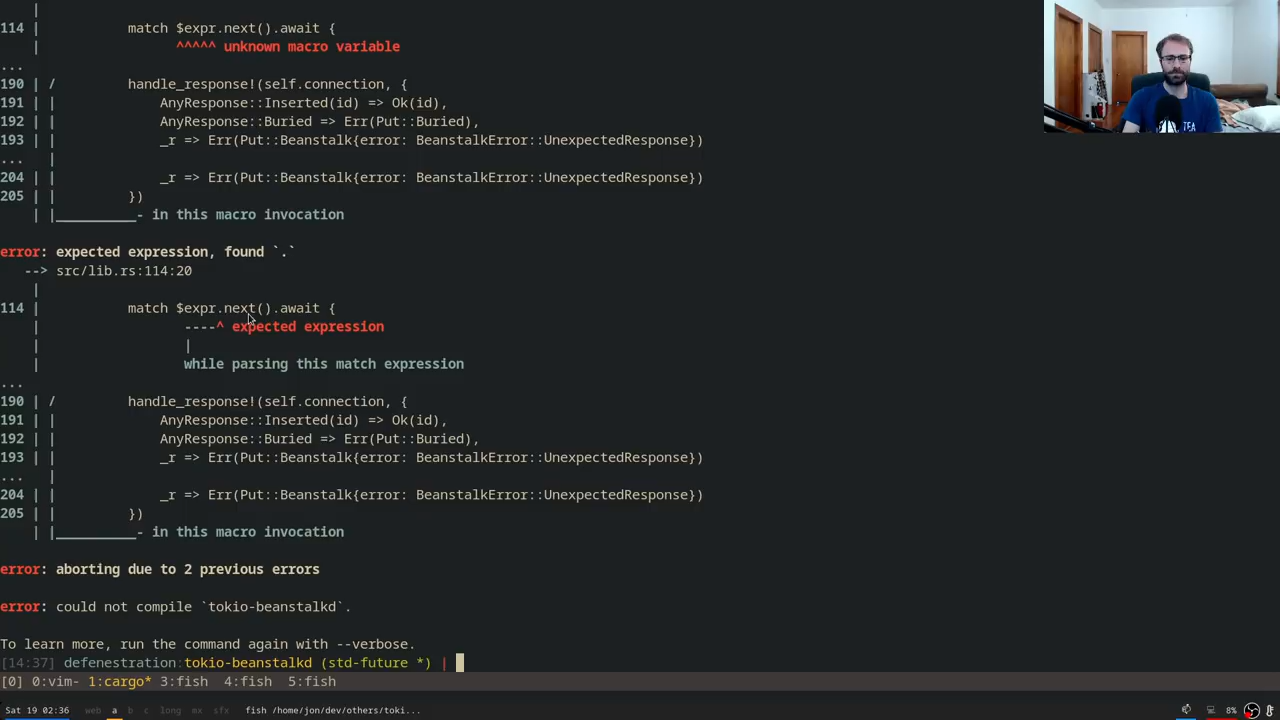 |
114 |           match $expr.next().await {
|                 ^^^^^ unknown macro variable
...
190 | /           handle_response!(self.connection, {
191 | |               AnyResponse::Inserted(id) => Ok(id),
192 | |               AnyResponse::Buried => Err(Put::Buried),
193 | |               _r => Err(Put::Beanstalk{error: BeanstalkError::UnexpectedResponse})
... |
204 | |               _r => Err(Put::Beanstalk{error: BeanstalkError::UnexpectedResponse})
205 | |           })
| |__________- in this macro invocation
error: expected expression, found `.`
--> src/lib.rs:114:20
|
114 |           match $expr.next().await {
|                  ----^ expected expression
|                  |
|                  while parsing this match expression
...
190 | /           handle_response!(self.connection, {
191 | |               AnyResponse::Inserted(id) => Ok(id),
192 | |               AnyResponse::Buried => Err(Put::Buried),
193 | |               _r => Err(Put::Beanstalk{error: BeanstalkError::UnexpectedResponse})
... |
204 | |               _r => Err(Put::Beanstalk{error: BeanstalkError::UnexpectedResponse})
205 | |           })
| |__________- in this macro invocation
error: aborting due to 2 previous errors
error: could not compile `tokio-beanstalkd`.
To learn more, run the command again with --verbose.
[14:37] defenestration:tokio-beanstalkd (std-future *) |
[0] 0:vim- 1:cargo* 3:fish 4:fish 5:fish
Sat 19 02:36 web a b c long mx sfx fish /home/jon/dev/others/toki... 8%